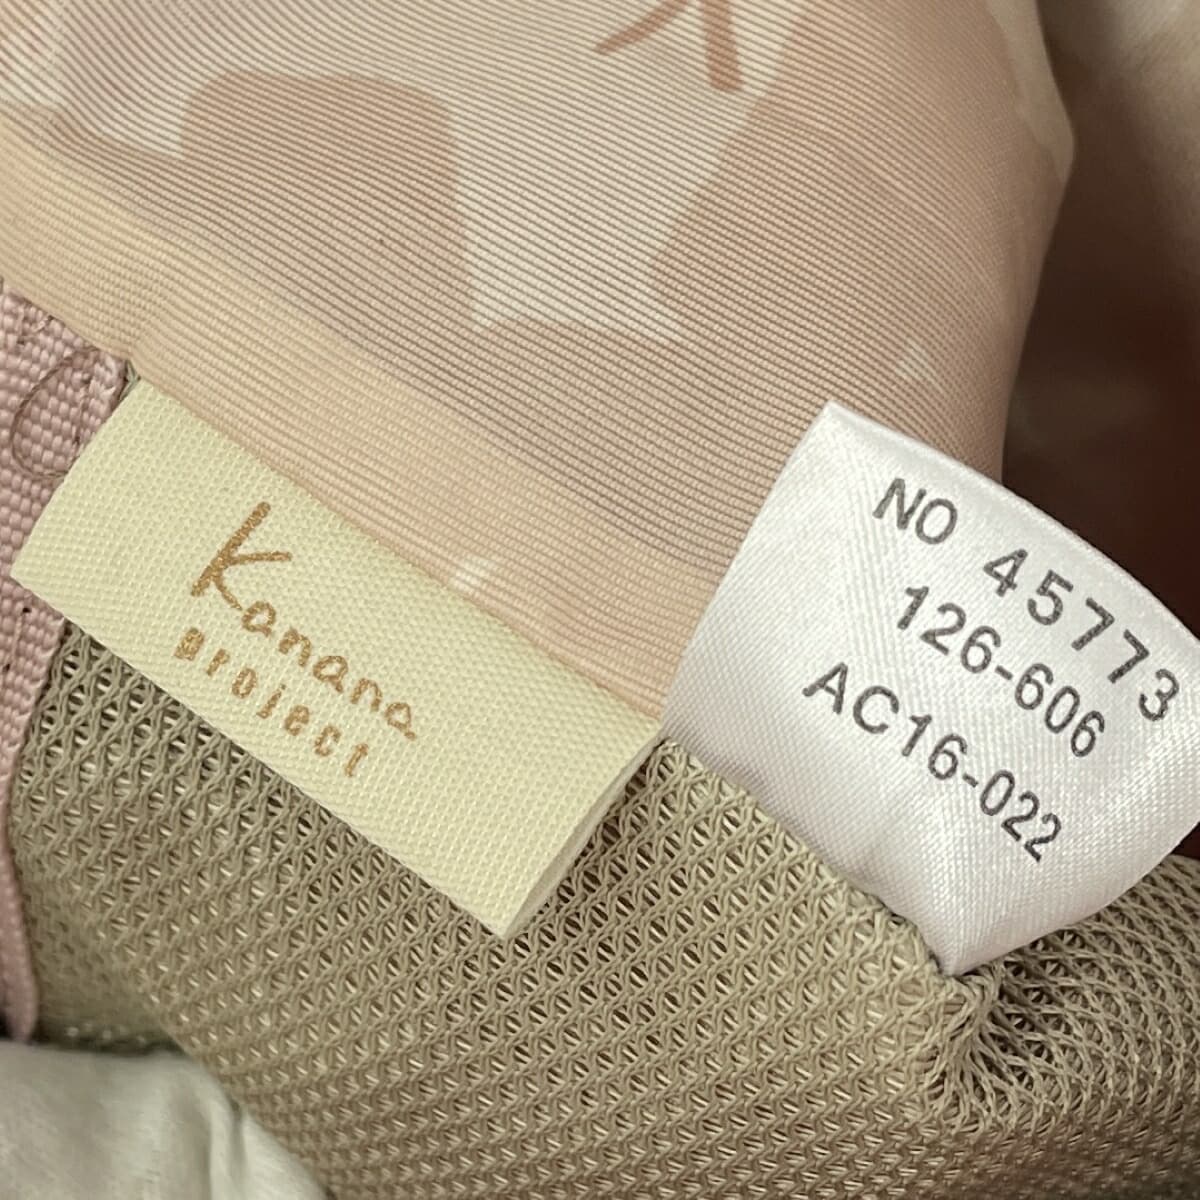 Kanana
project
NO 45773
126-606
AC16-022